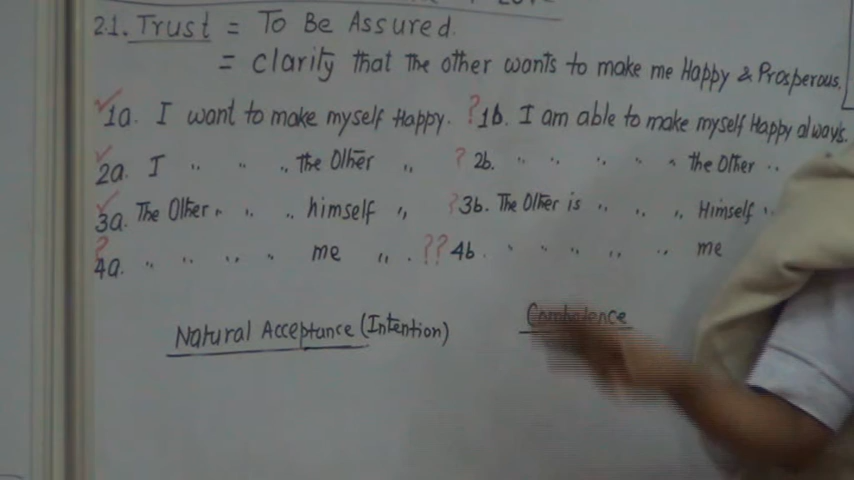 2.1. Trust = To Be Assured.
= clarity that the other wants to make me Happy & Prosperous.
✓ 1a. I want to make myself Happy. ? 1b. I am able to make myself Happy always.
✓ 2a. I " " " the Other " ? 2b. " " " " " the Other "
✓ 3a. The Other " " " himself " ? 3b. The Other is " " " Himself "
? 4a. " " " " me " . ?? 4b. " " " " " me
Natural Acceptance (Intention)